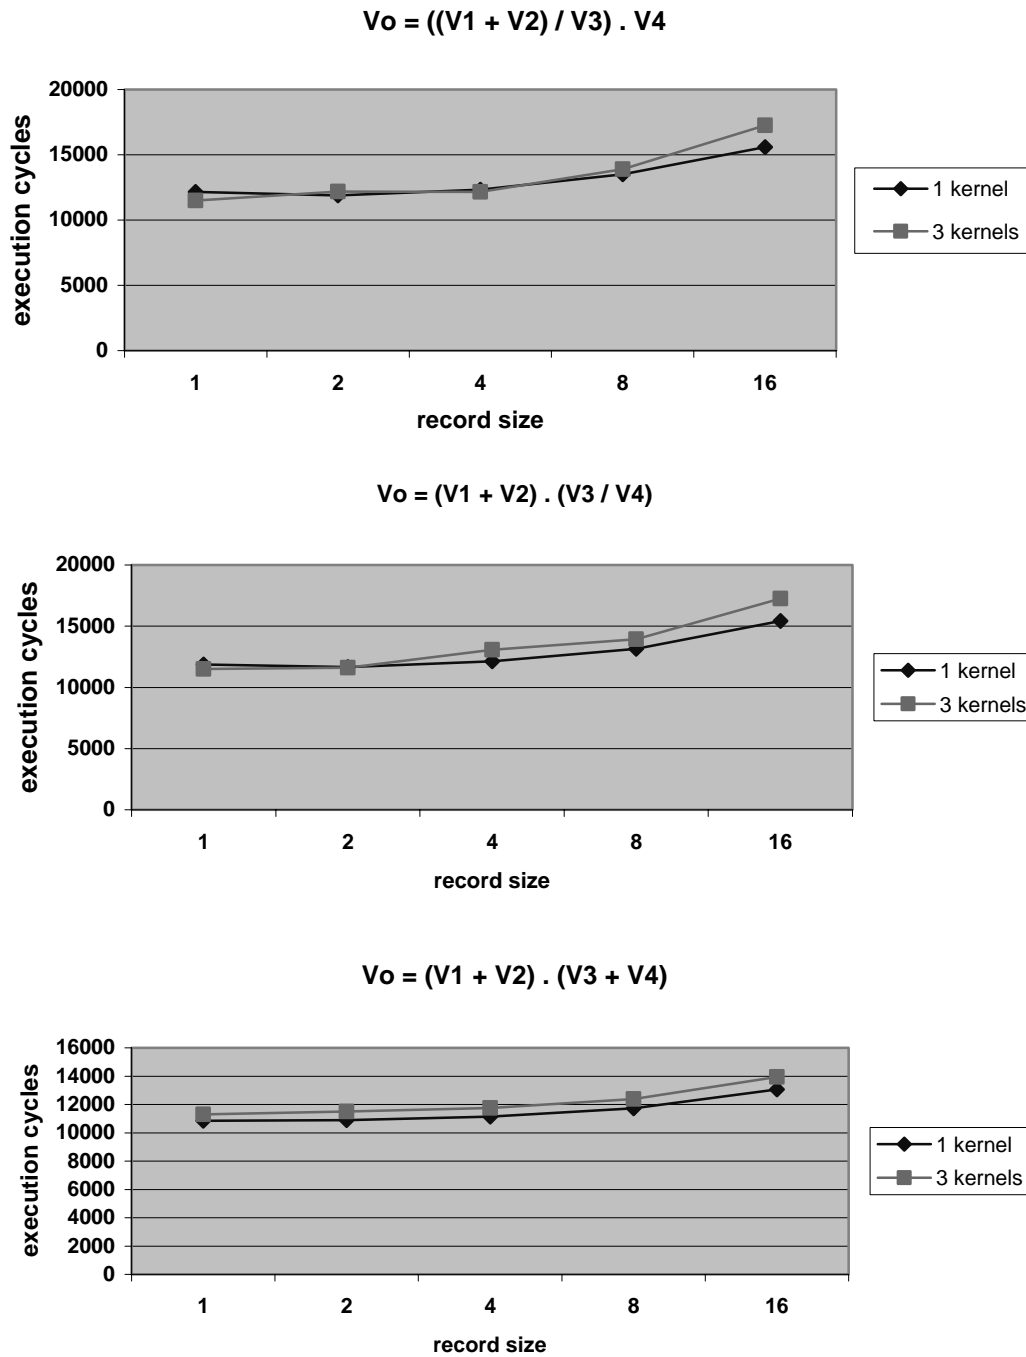 Vo = ((V1 + V2) / V3) . V4
20000
15000
10000
5000
0
execution cycles
1 2 4 8 16
record size
1 kernel
3 kernels
Vo = (V1 + V2) . (V3 / V4)
20000
15000
10000
5000
0
execution cycles
1 2 4 8 16
record size
1 kernel
3 kernels
Vo = (V1 + V2) . (V3 + V4)
16000
14000
12000
10000
8000
6000
4000
2000
0
execution cycles
1 2 4 8 16
record size
1 kernel
3 kernels